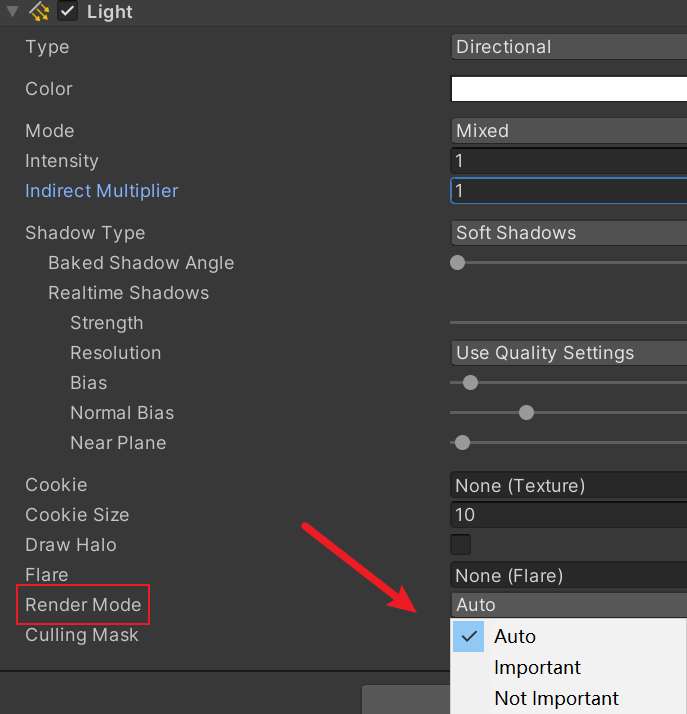 Light
Type Directional
Color
Mode Mixed
Intensity 1
Indirect Multiplier 1
Shadow Type Soft Shadows
Baked Shadow Angle
Realtime Shadows
Strength
Resolution Use Quality Settings
Bias
Normal Bias
Near Plane
Cookie None (Texture)
Cookie Size 10
Draw Halo
Flare None (Flare)
Render Mode Auto
Culling Mask Auto
Important
Not Important